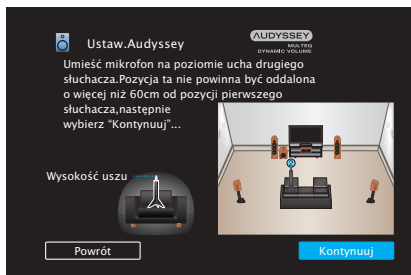 Ustaw.Audyssey
AUDYSSEY
MULTEQ
DYNAMIC VOLUME
Umieść mikrofon na poziomie ucha drugiego
słuchacza.Pozycja ta nie powinna być oddalona
o więcej niż 60cm od pozycji pierwszego
słuchacza,następnie
wybierz “Kontynuuj”...
Wysokość uszu
Powrót
Kontynuuj